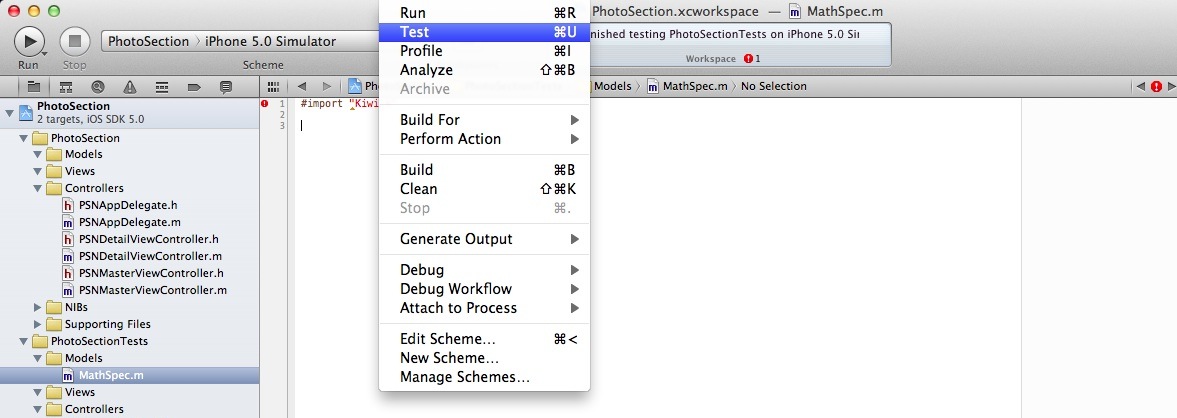 PhotoSection.xcworkspace — MathSpec.m
Run ⌘R
Test ⌘U
Profile ⌘I
Analyze ⇧⌘B
Archive
Build For ▶
Perform Action ▶
Build ⌘B
Clean ⇧⌘K
Stop ⌘.
Generate Output ▶
Debug ▶
Debug Workflow ▶
Attach to Process ▶
Edit Scheme... ⌘<
New Scheme...
Manage Schemes...
Run
Stop
PhotoSection 〉 iPhone 5.0 Simulator
Scheme
testing PhotoSectionTests on iPhone 5.0
Workspace 1
Models 〉 MathSpec.m 〉 No Selection
PhotoSection
2 targets, iOS SDK 5.0
PhotoSection
Models
Views
Controllers
PSNAppDelegate.h
PSNAppDelegate.m
PSNDetailViewController.h
PSNDetailViewController.m
PSNMasterViewController.h
PSNMasterViewController.m
NIBs
Supporting Files
PhotoSectionTests
Models
MathSpec.m
Views
Controllers
1 #import "Kiwi
2
3